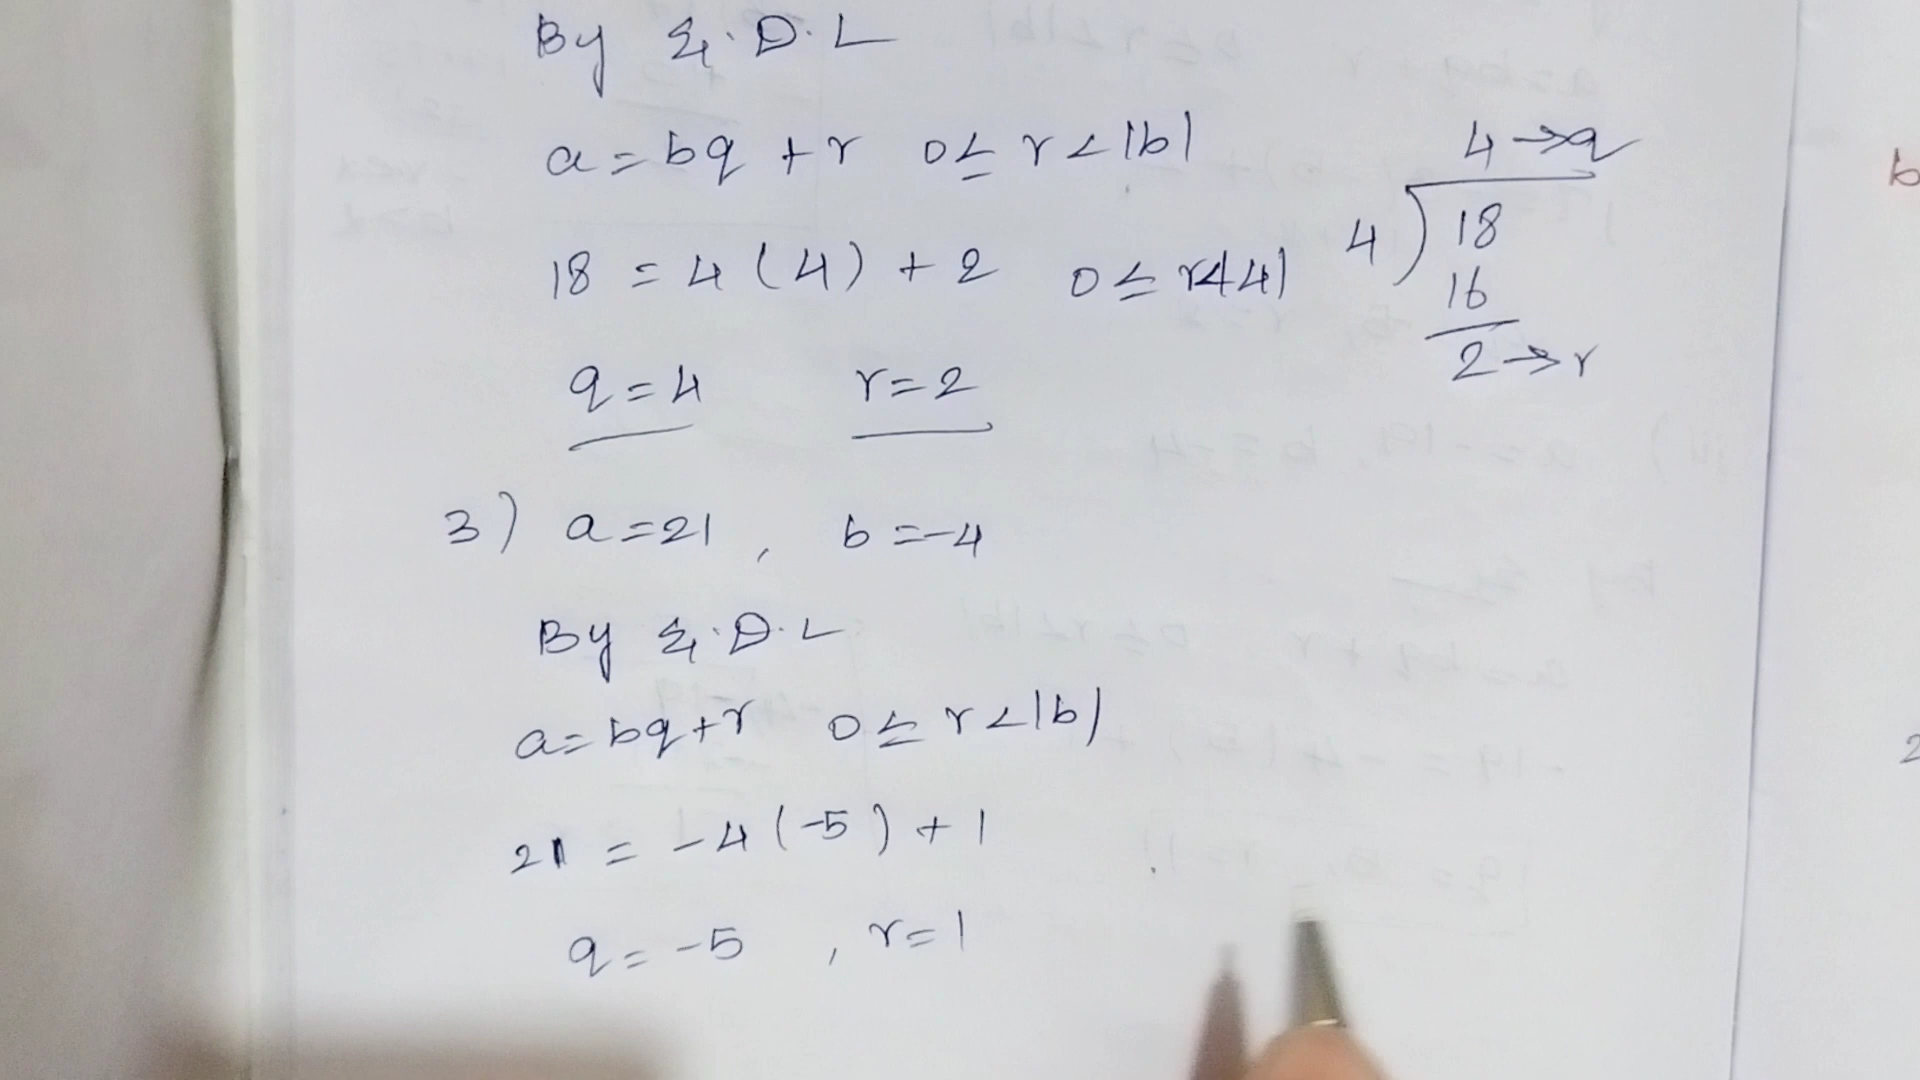 By E.D.L
a = bq + r 0 ≤ r < |b|
18 = 4 (4) + 2 0 ≤ r < |4|
q = 4 r = 2
4 → q
4 ) 18
16
2 → r
3) a = 21 , b = -4
By E.D.L
a = bq + r 0 ≤ r < |b|
21 = -4 (-5) + 1
q = -5 , r = 1
b
2